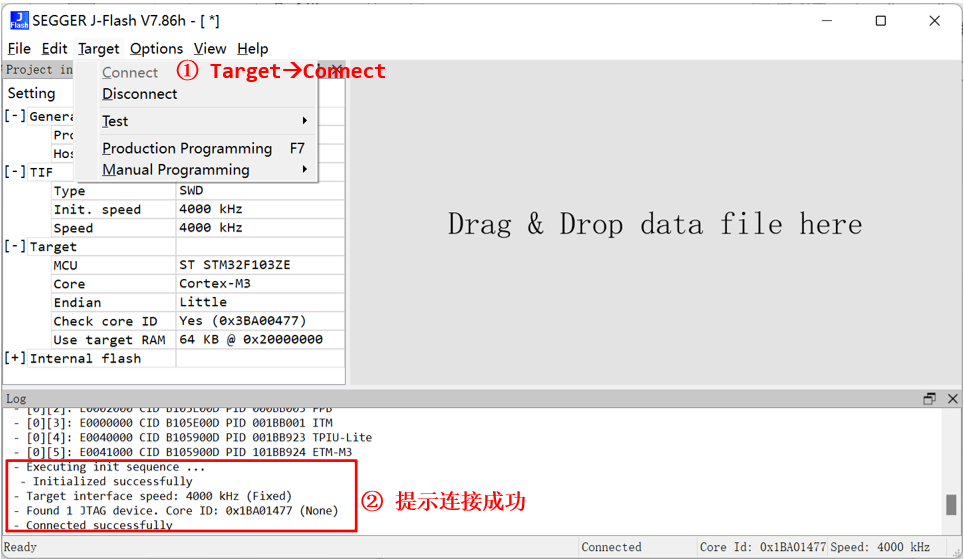 SEGGER J-Flash V7.86h - [ *]
File Edit Target Options View Help
Project in
Connect
① Target→Connect
Setting
Disconnect
[-] Genera
Test
Pro
Hos
Production Programming F7
[-] TIF
Manual Programming
Type SWD
Init. speed 4000 kHz
Speed 4000 kHz
[-] Target
MCU ST STM32F103ZE
Core Cortex-M3
Endian Little
Check core ID Yes (0x3BA00477)
Use target RAM 64 KB @ 0x20000000
[+] Internal flash
Drag & Drop data file here
Log
- [0][2]: E0002000 CID B105E00D PID 000BB003 FPB
- [0][3]: E0000000 CID B105E00D PID 001BB001 ITM
- [0][4]: E0040000 CID B105900D PID 001BB923 TPIU-Lite
- [0][5]: E0041000 CID B105900D PID 101BB924 ETM-M3
- Executing init sequence ...
- Initialized successfully
- Target interface speed: 4000 kHz (Fixed)
- Found 1 JTAG device. Core ID: 0x1BA01477 (None)
- Connected successfully
② 提示连接成功
Ready
Connected
Core Id: 0x1BA01477
Speed: 4000 kHz